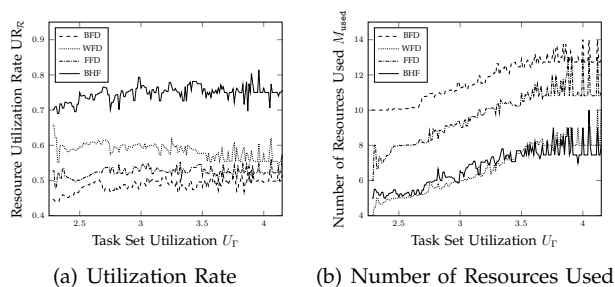 Resource Utilization Rate UR_R
0.9
0.8
0.7
0.6
0.5
0.4
BFD
WFD
FFD
BHF
2.5 3 3.5 4
Task Set Utilization U_Γ
(a) Utilization Rate
Number of Resources Used M_used
14
12
10
8
6
4
BFD
WFD
FFD
BHF
2.5 3 3.5 4
Task Set Utilization U_Γ
(b) Number of Resources Used